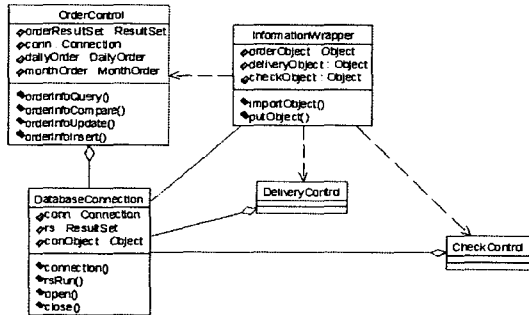 OrderControl
orderResultSet ResultSet
conn Connection
dailyOrder DailyOrder
monthOrder MonthOrder
orderInfoQuery()
orderInfoCompare()
orderInfoUpdate()
orderInfoInsert()
InformationWrapper
orderObject Object
deliveryObject : Object
checkObject : Object
importObject()
putObject()
DatabaseConnection
conn Connection
rs ResultSet
conObject Object
connection()
rsRun()
open()
close()
DeliveryControl
CheckControl